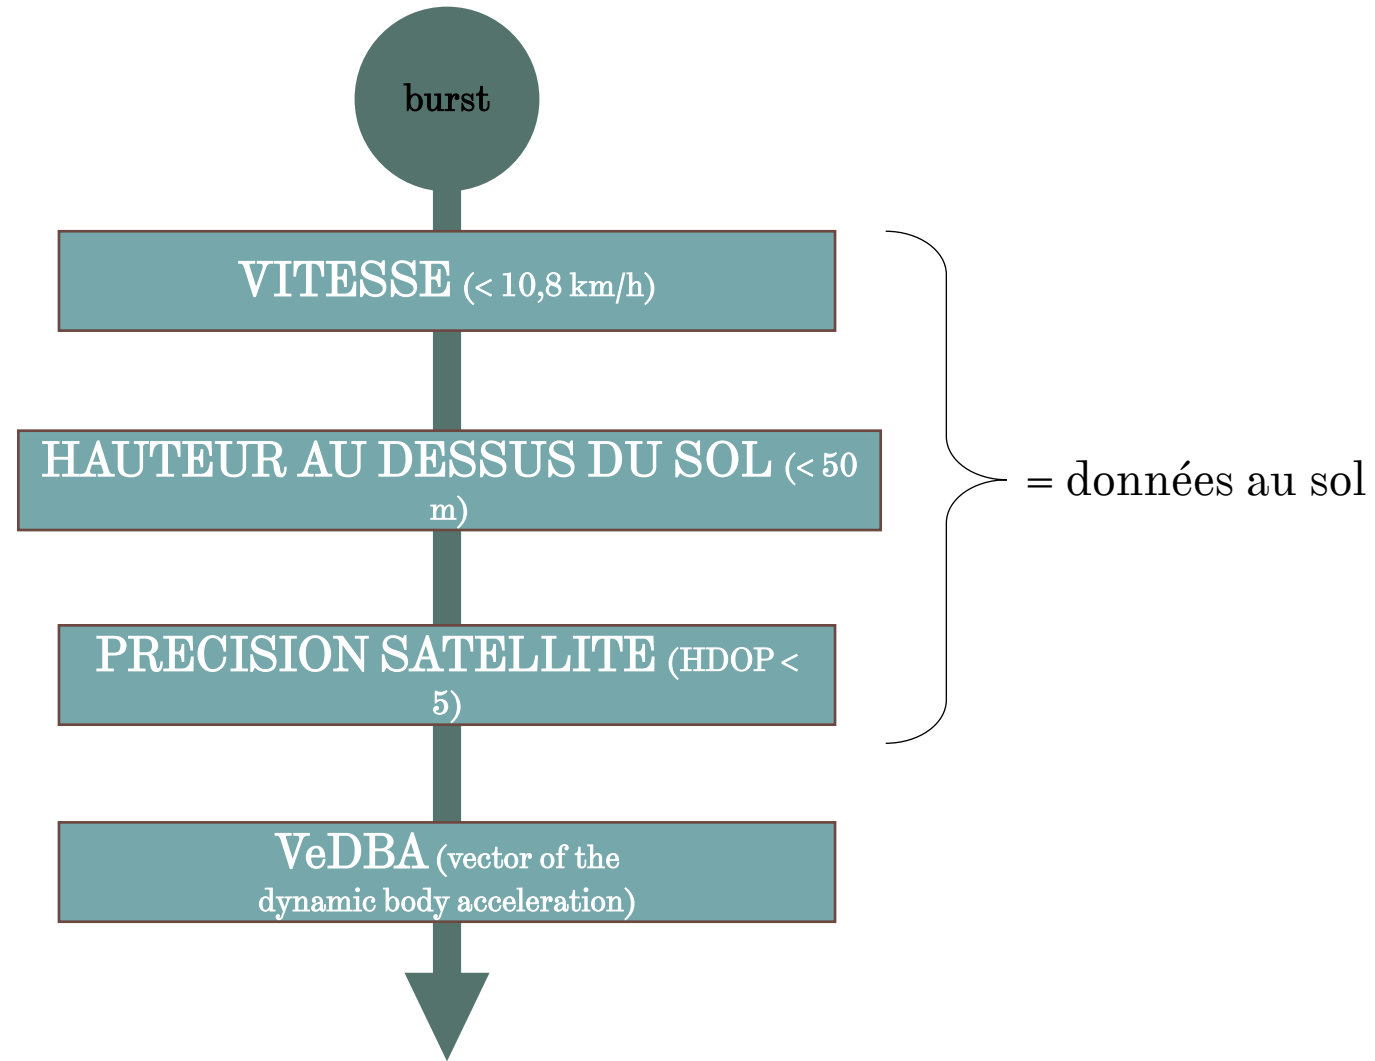 burst
VITESSE (< 10,8 km/h)
HAUTEUR AU DESSUS DU SOL (< 50
m)
= données au sol
PRECISION SATELLITE (HDOP <
5)
VeDBA (vector of the
dynamic body acceleration)